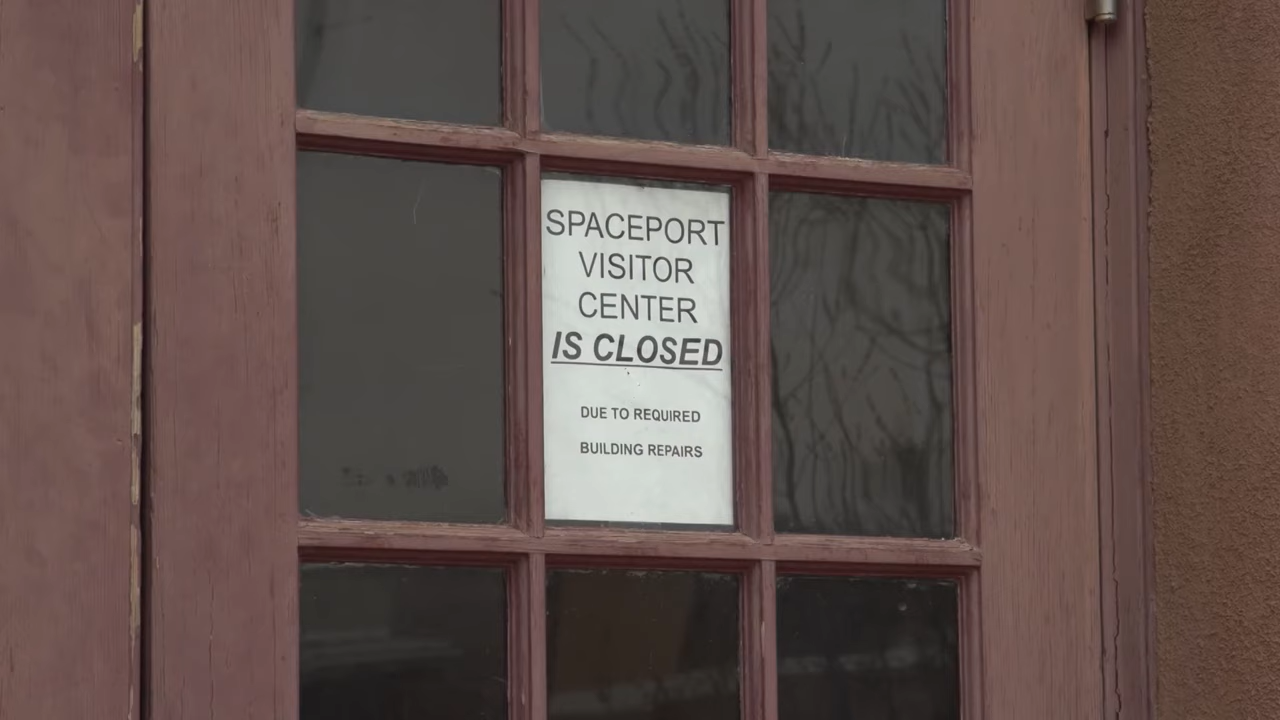 SPACEPORT
VISITOR
CENTER
IS CLOSED
DUE TO REQUIRED
BUILDING REPAIRS